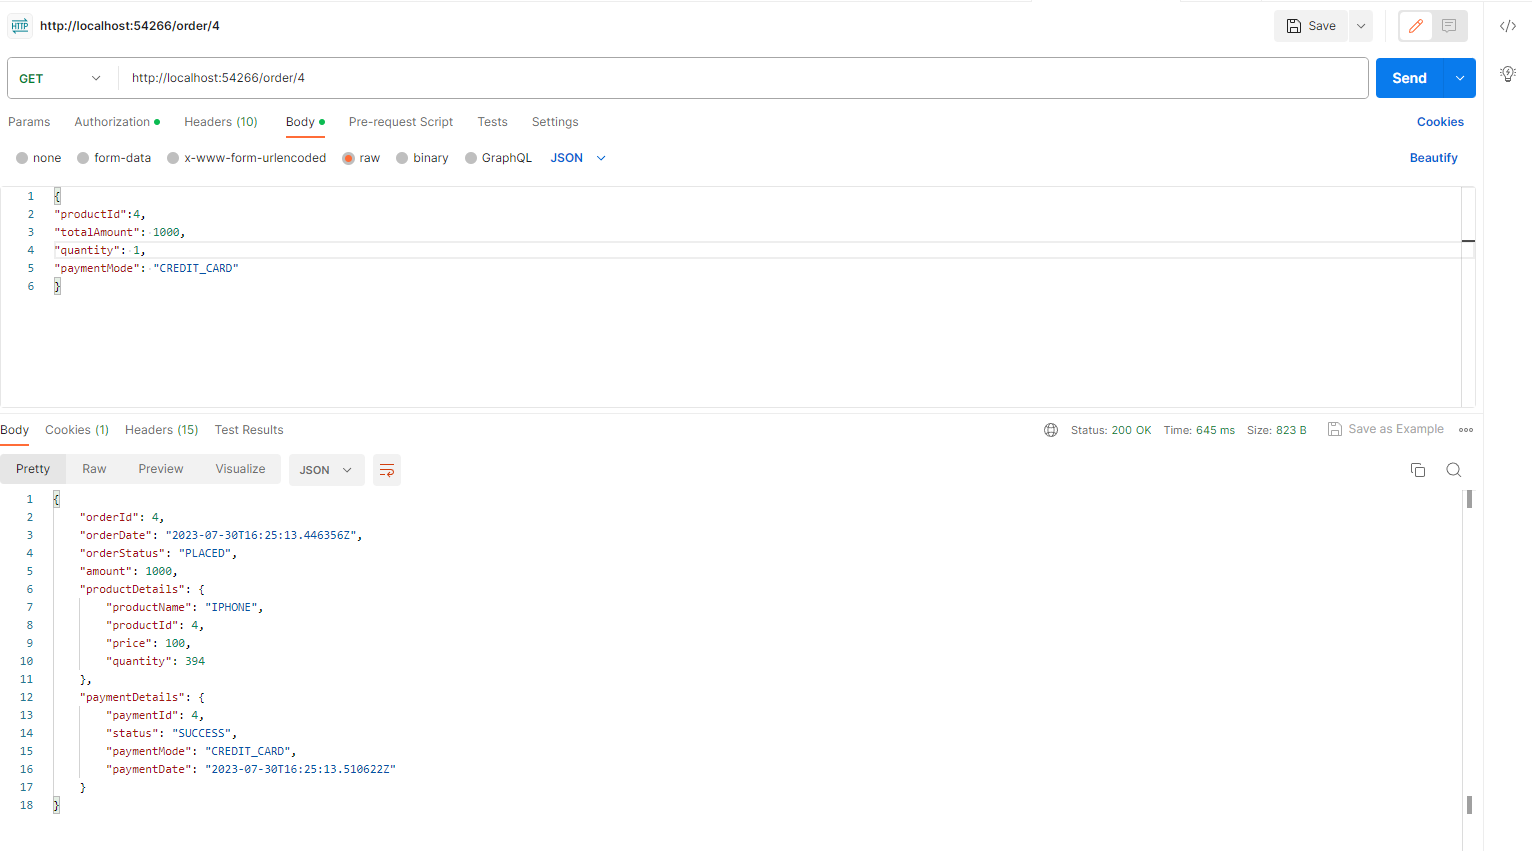 HTTP http://localhost:54266/order/4 Save
GET http://localhost:54266/order/4 Send
Params Authorization Headers (10) Body Pre-request Script Tests Settings Cookies
none form-data x-www-form-urlencoded raw binary GraphQL JSON Beautify
1 {
2 "productId":4,
3 "totalAmount": 1000,
4 "quantity": 1,
5 "paymentMode": "CREDIT_CARD"
6 }
Body Cookies (1) Headers (15) Test Results Status: 200 OK Time: 645 ms Size: 823 B Save as Example
Pretty Raw Preview Visualize JSON
1 {
2 "orderId": 4,
3 "orderDate": "2023-07-30T16:25:13.446356Z",
4 "orderStatus": "PLACED",
5 "amount": 1000,
6 "productDetails": {
7 "productName": "IPHONE",
8 "productId": 4,
9 "price": 100,
10 "quantity": 394
11 },
12 "paymentDetails": {
13 "paymentId": 4,
14 "status": "SUCCESS",
15 "paymentMode": "CREDIT_CARD",
16 "paymentDate": "2023-07-30T16:25:13.510622Z"
17 }
18 }